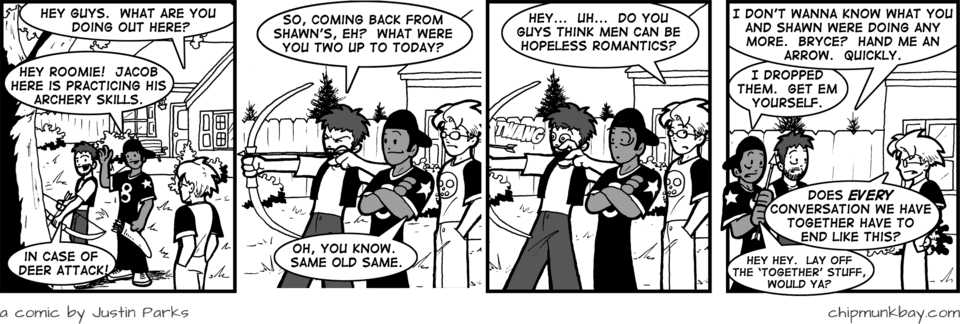 HEY GUYS. WHAT ARE YOU
DOING OUT HERE?
HEY ROOMIE! JACOB
HERE IS PRACTICING HIS
ARCHERY SKILLS.
IN CASE OF
DEER ATTACK!
SO, COMING BACK FROM
SHAWN'S, EH? WHAT WERE
YOU TWO UP TO TODAY?
OH, YOU KNOW.
SAME OLD SAME.
HEY... UH... DO YOU
GUYS THINK MEN CAN BE
HOPELESS ROMANTICS?
TWANG
I DON'T WANNA KNOW WHAT YOU
AND SHAWN WERE DOING ANY
MORE. BRYCE? HAND ME AN
ARROW. QUICKLY.
I DROPPED
THEM. GET EM
YOURSELF.
DOES EVERY
CONVERSATION WE HAVE
TOGETHER HAVE TO
END LIKE THIS?
HEY HEY. LAY OFF
THE 'TOGETHER' STUFF,
WOULD YA?
a comic by Justin Parks
chipmunkbay.com